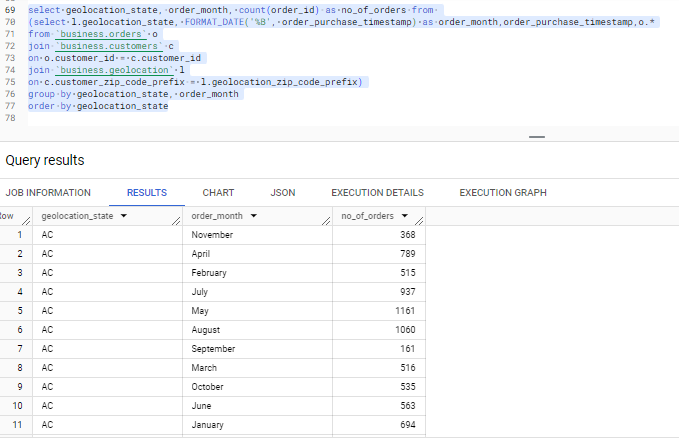 69 select geolocation_state, order_month, count(order_id) as no_of_orders from
70 (select l.geolocation_state, FORMAT_DATE('%B', order_purchase_timestamp) as order_month,order_purchase_timestamp,o.*
71 from `business.orders` o
72 join `business.customers` c
73 on o.customer_id = c.customer_id
74 join `business.geolocation` l
75 on c.customer_zip_code_prefix = l.geolocation_zip_code_prefix)
76 group by geolocation_state, order_month
77 order by geolocation_state
78
Query results
JOB INFORMATION RESULTS CHART JSON EXECUTION DETAILS EXECUTION GRAPH
Row geolocation_state order_month no_of_orders
1 AC November 368
2 AC April 789
3 AC February 515
4 AC July 937
5 AC May 1161
6 AC August 1060
7 AC September 161
8 AC March 516
9 AC October 535
10 AC June 563
11 AC January 694